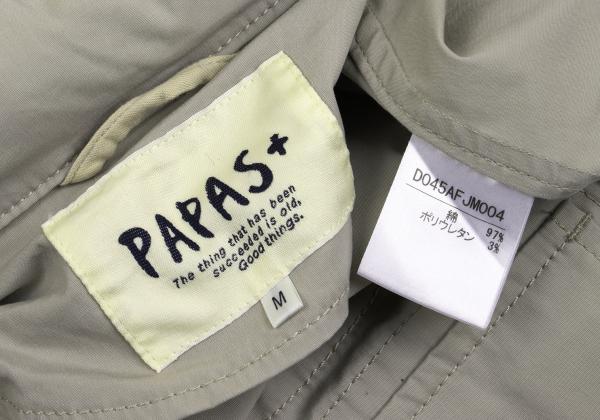 PAPAS+
The thing that has been
succeeded is old,
Good things.
M
D045AFJM004
綿 97%
ポリウレタン 3%